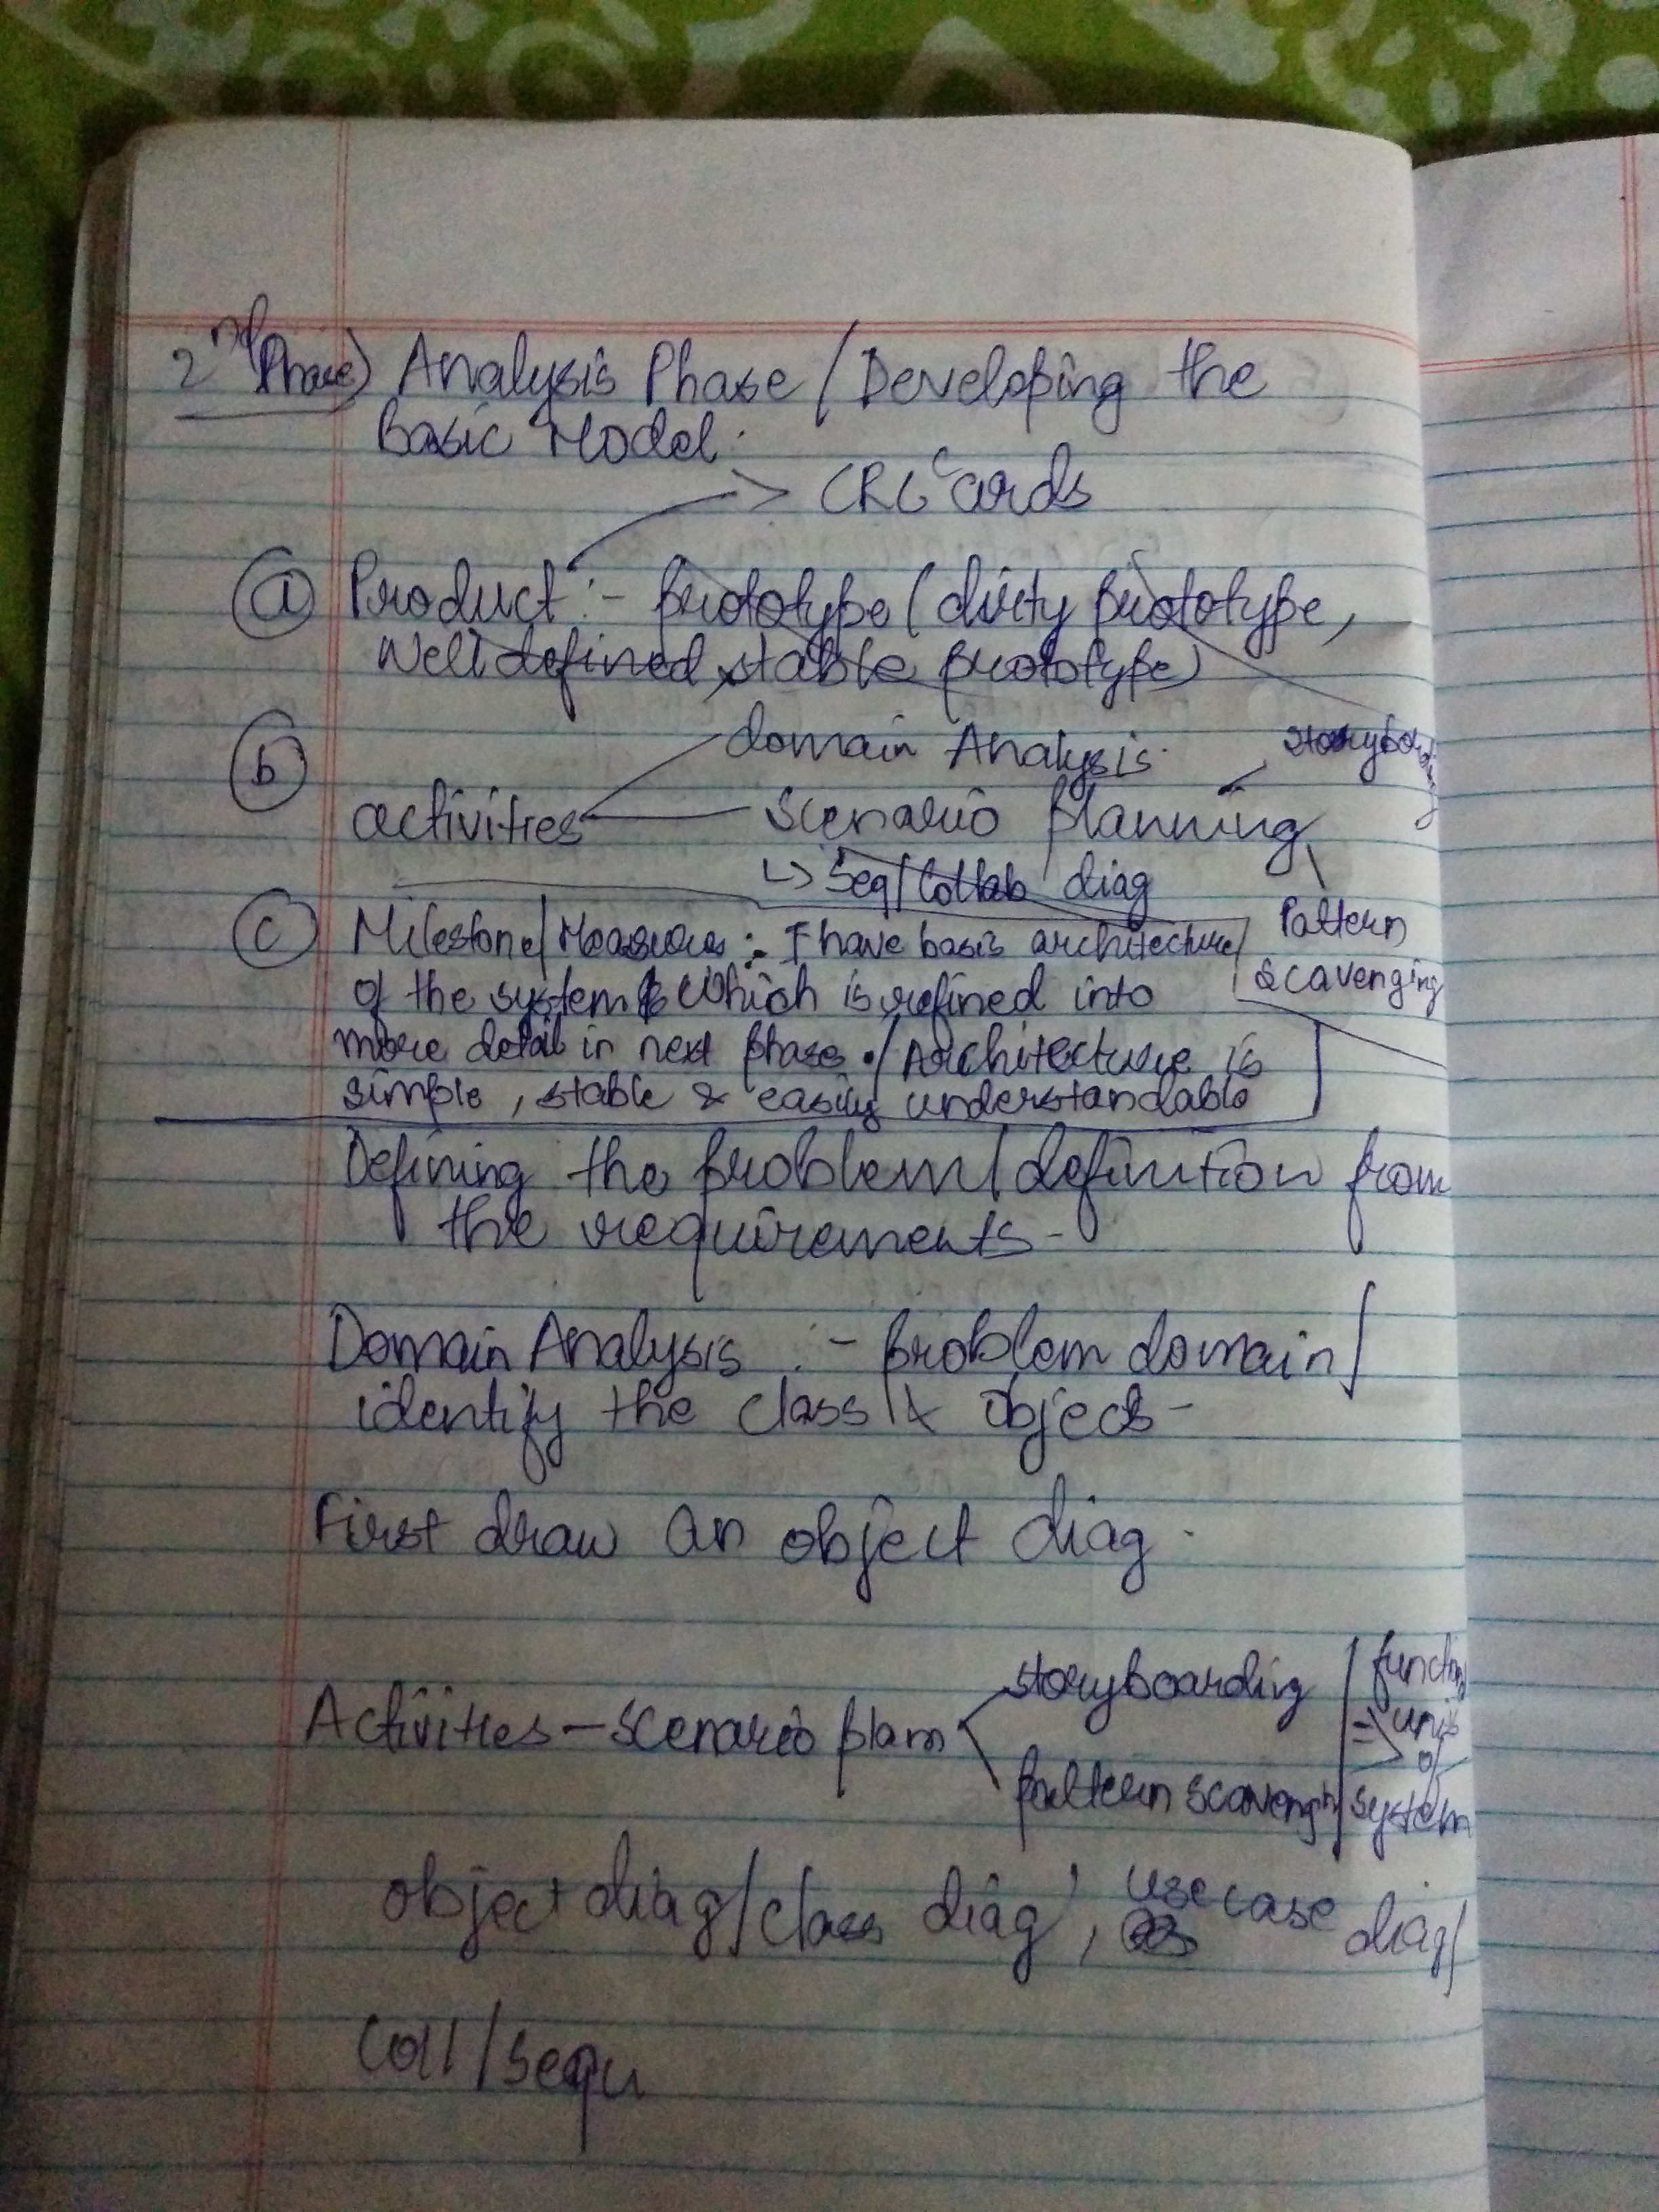 2nd Phase) Analysis Phase / Developing the
Basic Model:
> CRC Cards
(a) Product :- prototype (dirty prototype,
Well defined, stable prototype)
(b) domain Analysis. storyboarding
activities scenario planning
↳ Seq/Collab diag
(c) Milestone/Measures :- I have basis architecture Pattern
of the system & which is refined into scavenging
more detail in next phase. / Architecture is
simple, stable & easily understandable
Defining the problem/definition from
the requirements -
Domain Analysis :- problem domain /
identify the class & objects -
First draw an object diag.
storyboarding function
Activities - scenario plann => units of
pattern scavenging system
object diag/class diag, use case diag/
Coll/Sequ